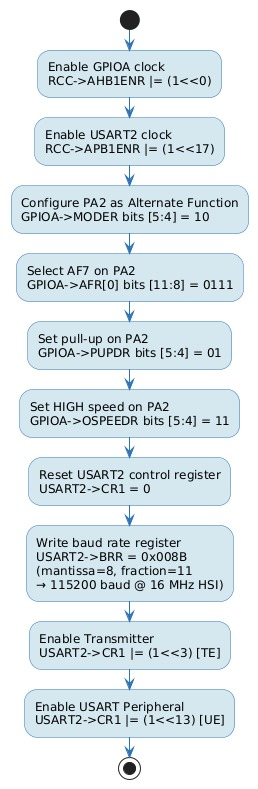 Enable GPIOA clock
RCC->AHB1ENR |= (1<<0)
Enable USART2 clock
RCC->APB1ENR |= (1<<17)
Configure PA2 as Alternate Function
GPIOA->MODER bits [5:4] = 10
Select AF7 on PA2
GPIOA->AFR[0] bits [11:8] = 0111
Set pull-up on PA2
GPIOA->PUPDR bits [5:4] = 01
Set HIGH speed on PA2
GPIOA->OSPEEDR bits [5:4] = 11
Reset USART2 control register
USART2->CR1 = 0
Write baud rate register
USART2->BRR = 0x008B
(mantissa=8, fraction=11
→ 115200 baud @ 16 MHz HSI)
Enable Transmitter
USART2->CR1 |= (1<<3) [TE]
Enable USART Peripheral
USART2->CR1 |= (1<<13) [UE]